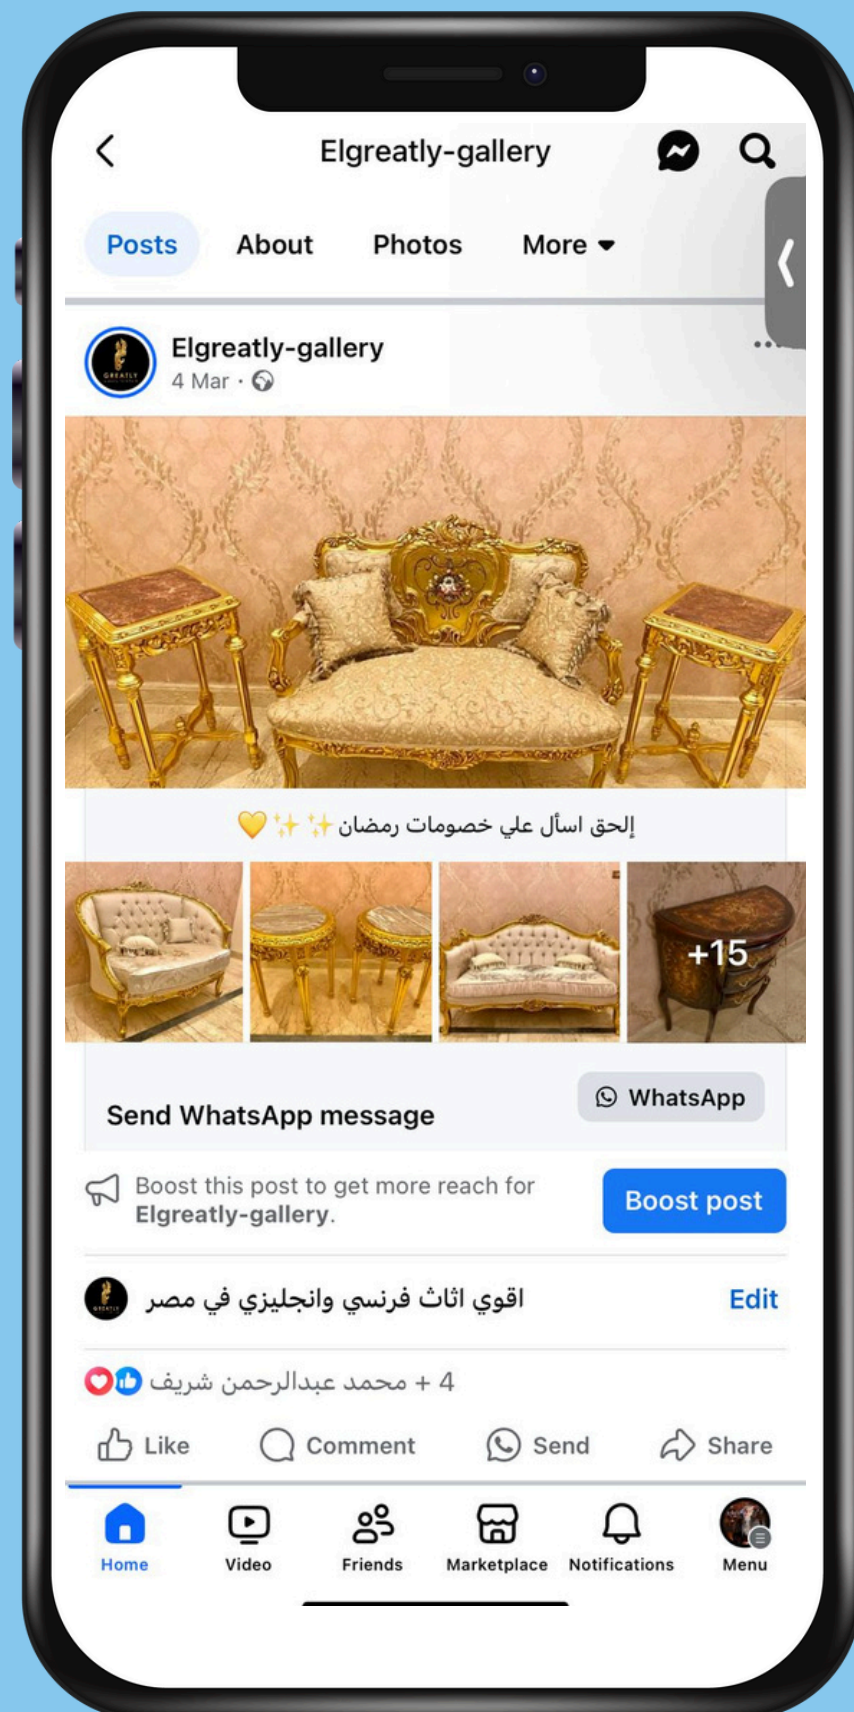 Elgreatly-gallery
Posts About Photos More
Elgreatly-gallery
4 Mar ·
GREATLY
إلحق اسأل علي خصومات رمضان ✨✨💛
+15
Send WhatsApp message
WhatsApp
Boost this post to get more reach for
Elgreatly-gallery.
Boost post
اقوي اثاث فرنسي وانجليزي في مصر
Edit
محمد عبدالرحمن شريف + 4
Like Comment Send Share
Home Video Friends Marketplace Notifications Menu